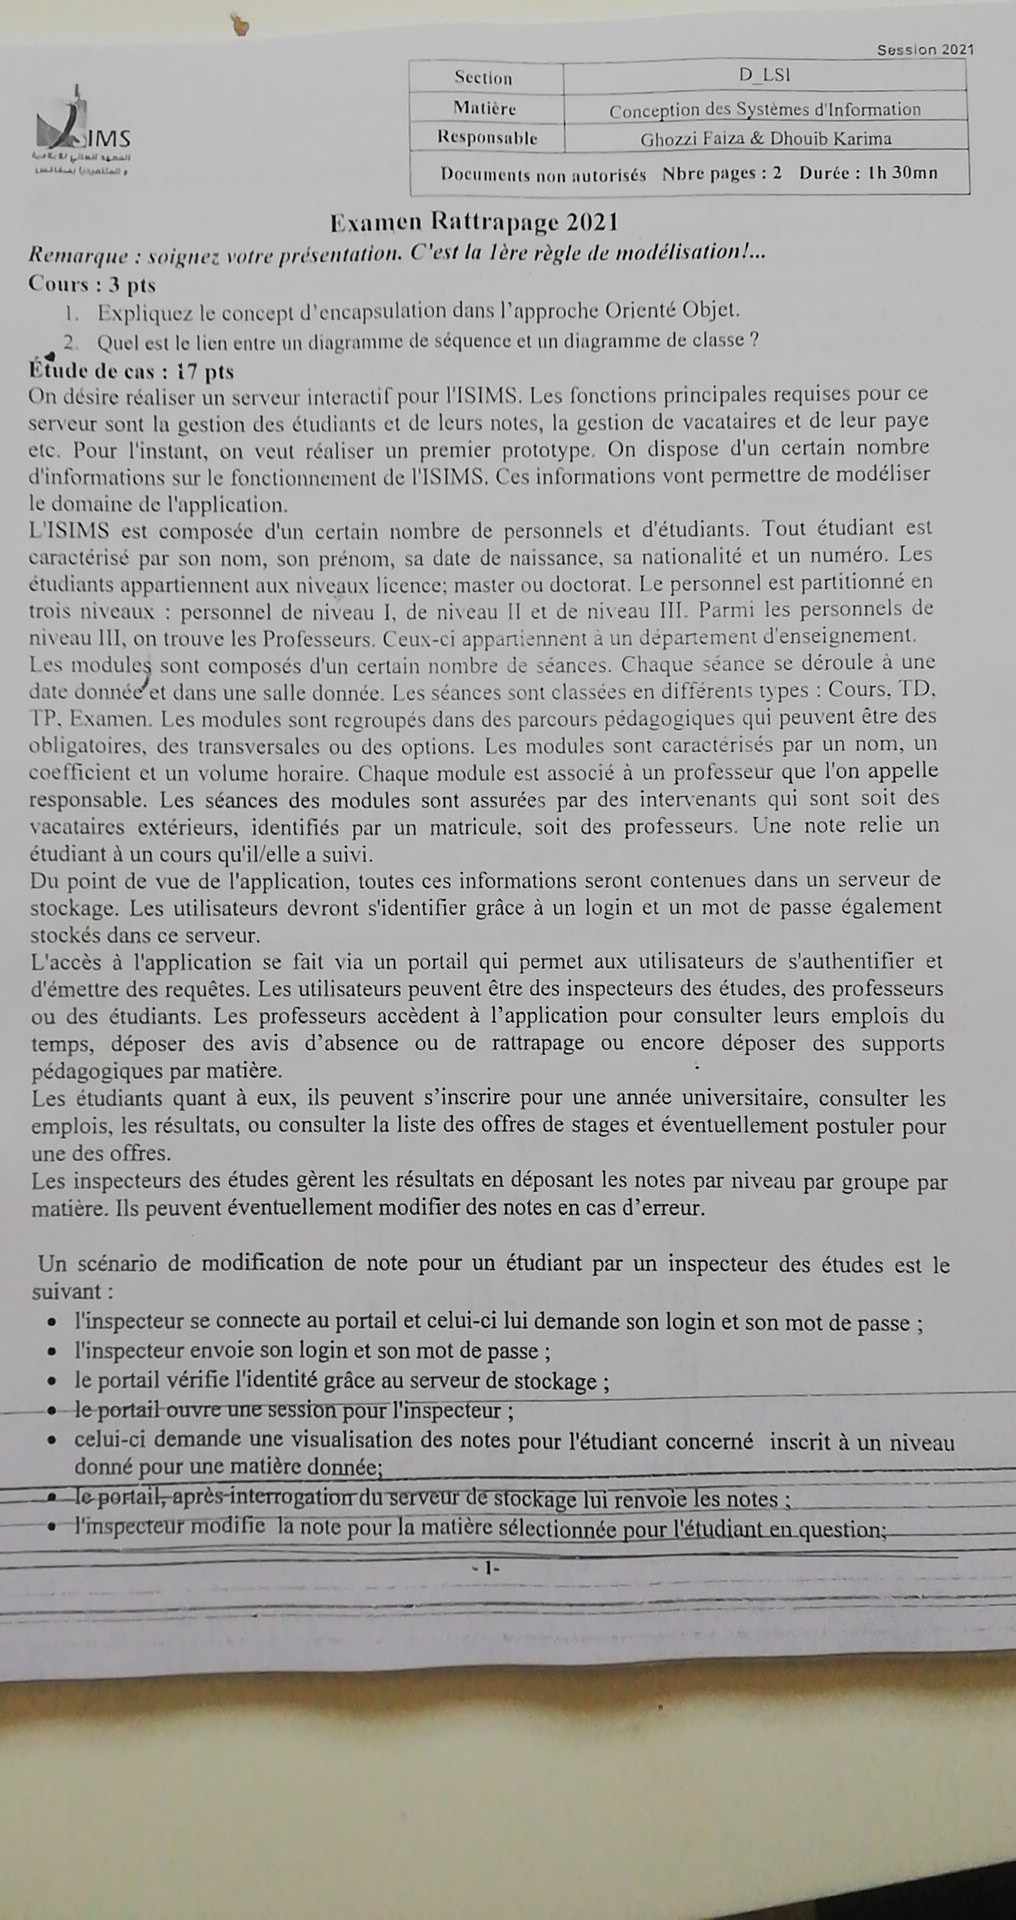 Session 2021
Section D_LSI
Matière Conception des Systèmes d'Information
Responsable Ghozzi Faiza & Dhouib Karima
Documents non autorisés Nbre pages : 2 Durée : 1h 30mn
ISIMS
Examen Rattrapage 2021
Remarque : soignez votre présentation. C'est la 1ère règle de modélisation!...
Cours : 3 pts
1. Expliquez le concept d'encapsulation dans l'approche Orienté Objet.
2. Quel est le lien entre un diagramme de séquence et un diagramme de classe ?
Étude de cas : 17 pts
On désire réaliser un serveur interactif pour l'ISIMS. Les fonctions principales requises pour ce
serveur sont la gestion des étudiants et de leurs notes, la gestion de vacataires et de leur paye
etc. Pour l'instant, on veut réaliser un premier prototype. On dispose d'un certain nombre
d'informations sur le fonctionnement de l'ISIMS. Ces informations vont permettre de modéliser
le domaine de l'application.
L'ISIMS est composée d'un certain nombre de personnels et d'étudiants. Tout étudiant est
caractérisé par son nom, son prénom, sa date de naissance, sa nationalité et un numéro. Les
étudiants appartiennent aux niveaux licence; master ou doctorat. Le personnel est partitionné en
trois niveaux : personnel de niveau I, de niveau II et de niveau III. Parmi les personnels de
niveau III, on trouve les Professeurs. Ceux-ci appartiennent à un département d'enseignement.
Les modules sont composés d'un certain nombre de séances. Chaque séance se déroule à une
date donnée et dans une salle donnée. Les séances sont classées en différents types : Cours, TD,
TP, Examen. Les modules sont regroupés dans des parcours pédagogiques qui peuvent être des
obligatoires, des transversales ou des options. Les modules sont caractérisés par un nom, un
coefficient et un volume horaire. Chaque module est associé à un professeur que l'on appelle
responsable. Les séances des modules sont assurées par des intervenants qui sont soit des
vacataires extérieurs, identifiés par un matricule, soit des professeurs. Une note relie un
étudiant à un cours qu'il/elle a suivi.
Du point de vue de l'application, toutes ces informations seront contenues dans un serveur de
stockage. Les utilisateurs devront s'identifier grâce à un login et un mot de passe également
stockés dans ce serveur.
L'accès à l'application se fait via un portail qui permet aux utilisateurs de s'authentifier et
d'émettre des requêtes. Les utilisateurs peuvent être des inspecteurs des études, des professeurs
ou des étudiants. Les professeurs accèdent à l'application pour consulter leurs emplois du
temps, déposer des avis d'absence ou de rattrapage ou encore déposer des supports
pédagogiques par matière.
Les étudiants quant à eux, ils peuvent s'inscrire pour une année universitaire, consulter les
emplois, les résultats, ou consulter la liste des offres de stages et éventuellement postuler pour
une des offres.
Les inspecteurs des études gèrent les résultats en déposant les notes par niveau par groupe par
matière. Ils peuvent éventuellement modifier des notes en cas d'erreur.
Un scénario de modification de note pour un étudiant par un inspecteur des études est le
suivant :
• l'inspecteur se connecte au portail et celui-ci lui demande son login et son mot de passe ;
• l'inspecteur envoie son login et son mot de passe ;
• le portail vérifie l'identité grâce au serveur de stockage ;
• le portail ouvre une session pour l'inspecteur ;
• celui-ci demande une visualisation des notes pour l'étudiant concerné inscrit à un niveau
donné pour une matière donnée;
• le portail, après interrogation du serveur de stockage lui renvoie les notes ;
• l'inspecteur modifie la note pour la matière sélectionnée pour l'étudiant en question;
- 1-